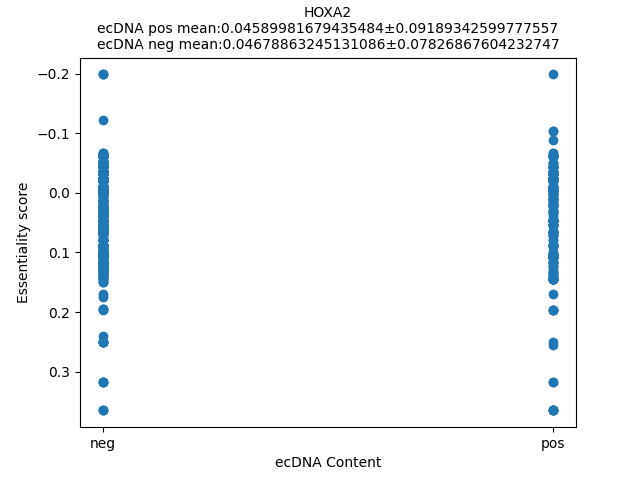 HOXA2
ecDNA pos mean:0.04589981679435484±0.09189342599777557
ecDNA neg mean:0.04678863245131086±0.07826867604232747
−0.2
−0.1
0.0
0.1
0.2
0.3
Essentiality score
neg
pos
ecDNA Content